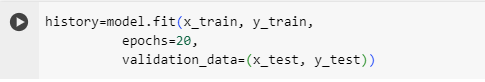 history=model.fit(x_train, y_train,
epochs=20,
validation_data=(x_test, y_test))